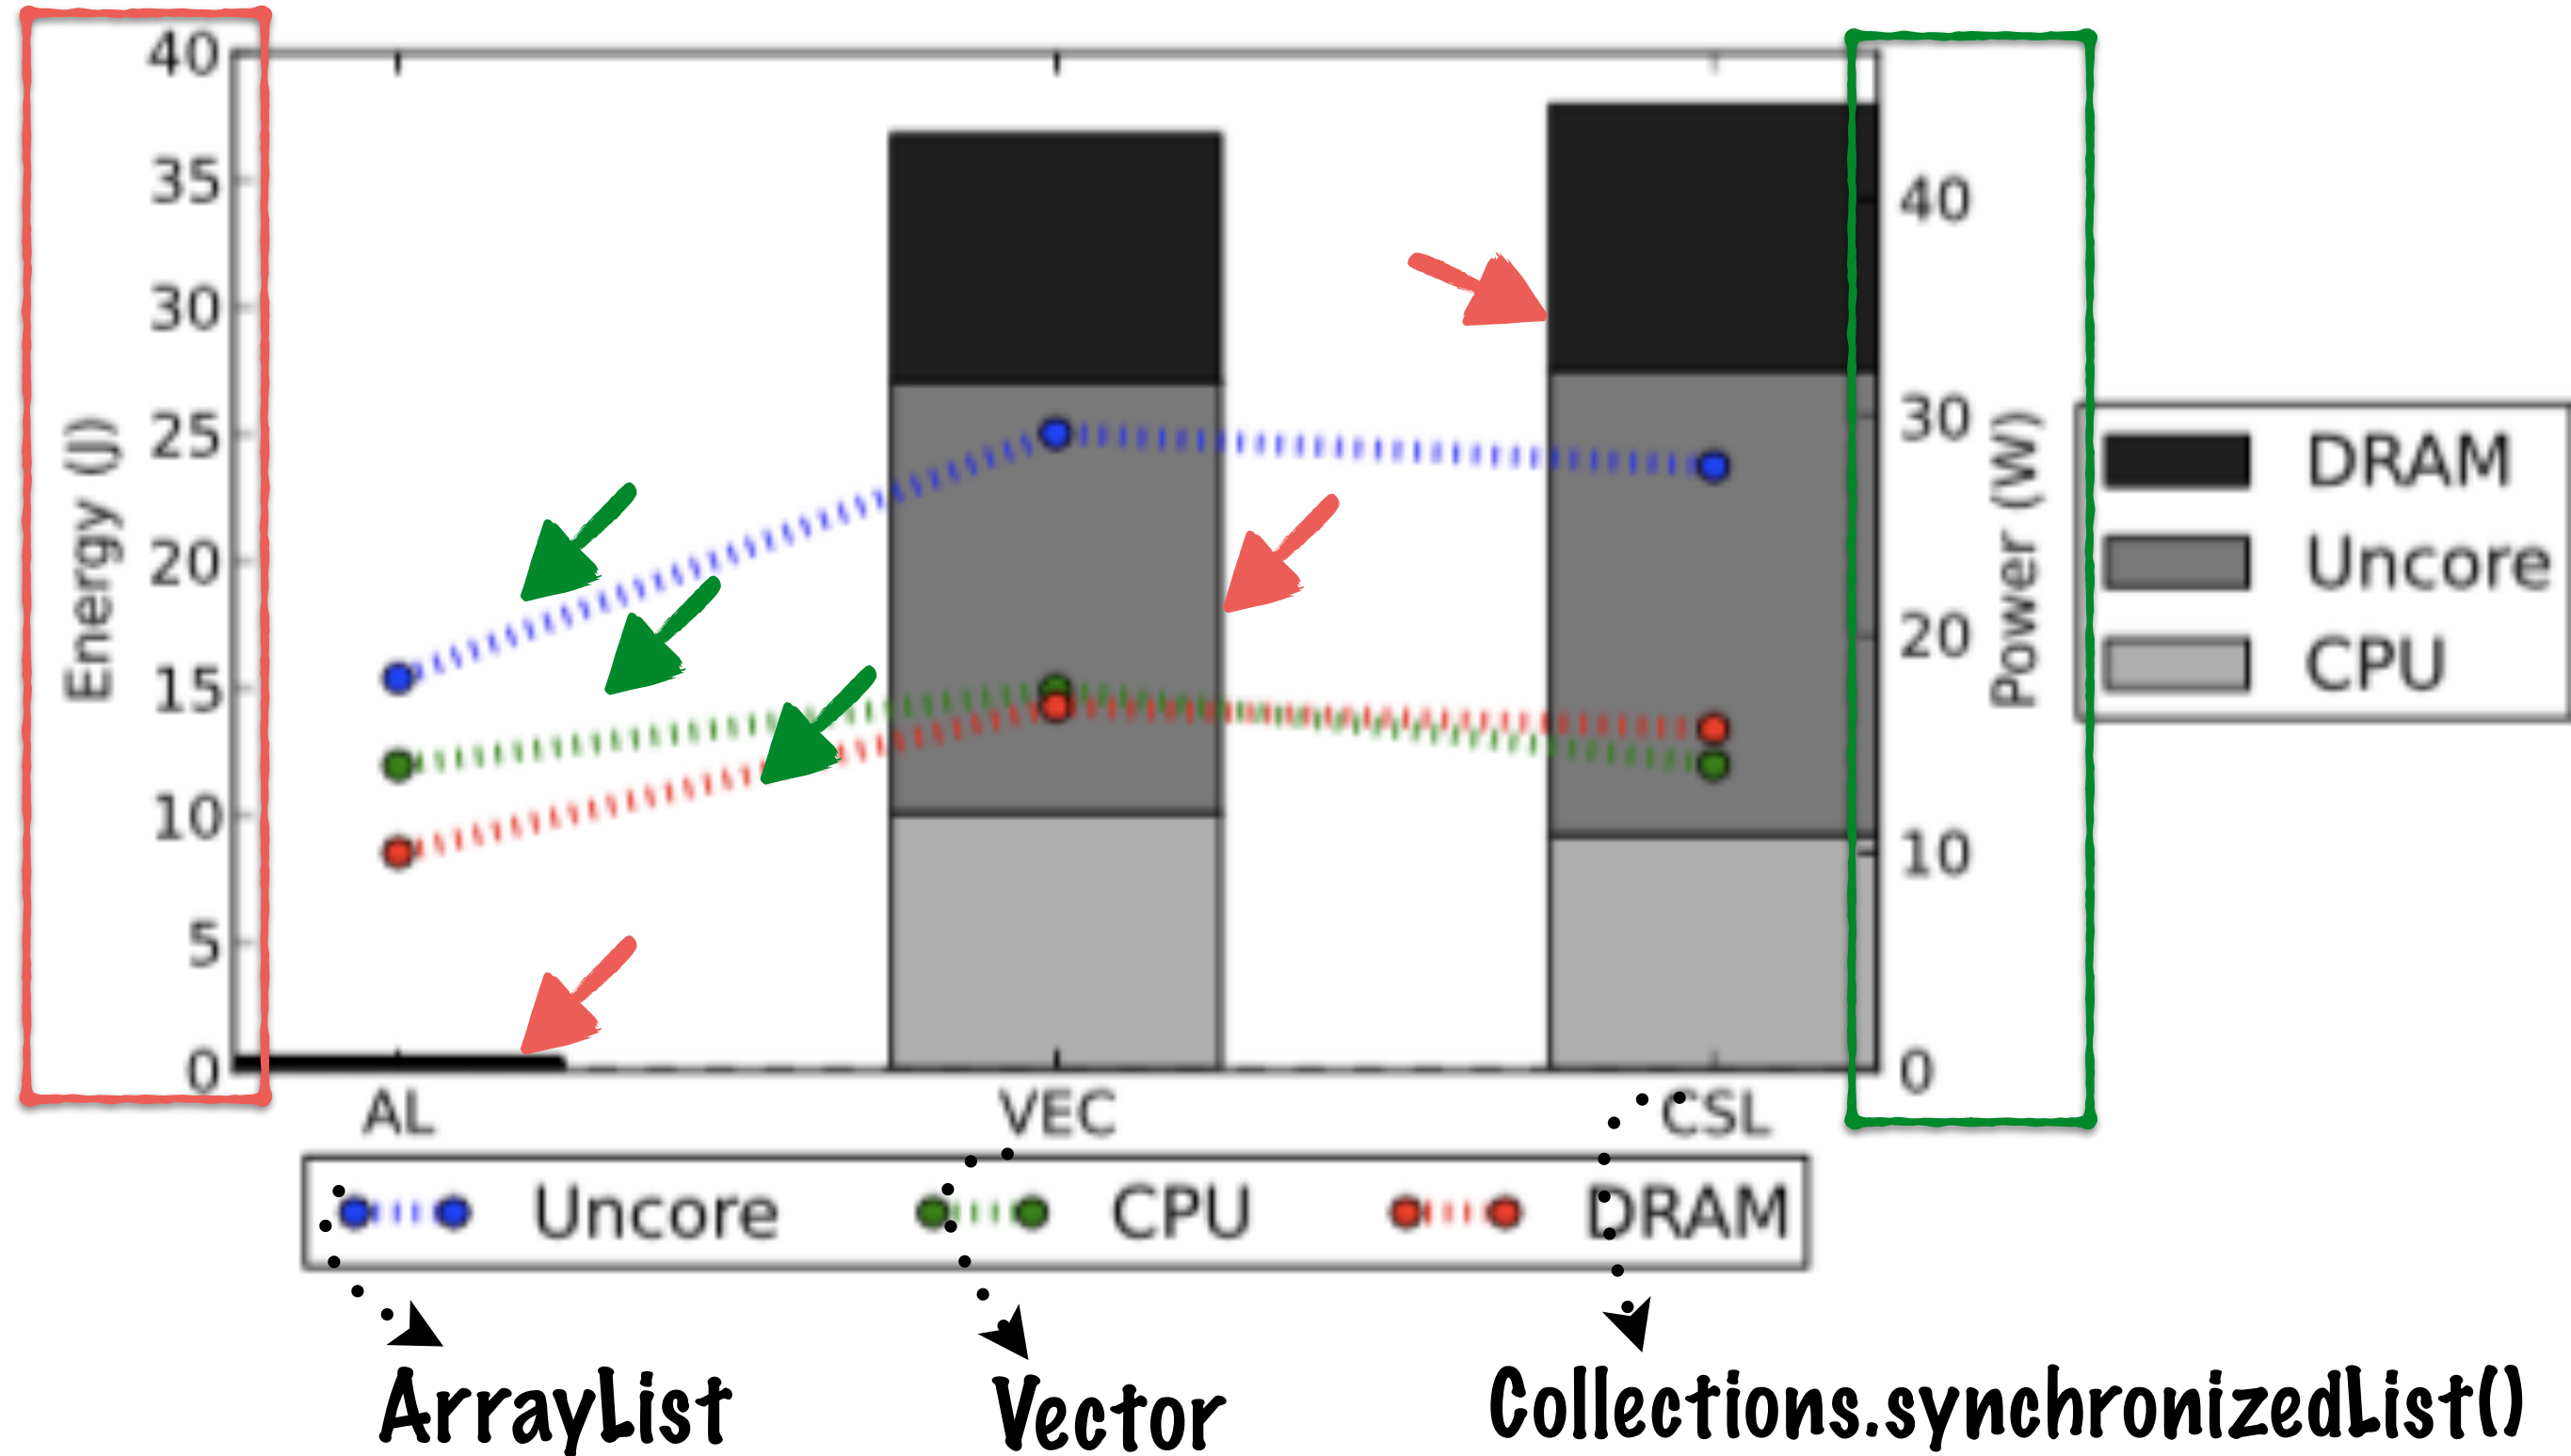 40
35
30
25
20
15
10
5
0
Energy (J)
40
30
20
10
0
Power (W)
DRAM
Uncore
CPU
AL VEC CSL
Uncore CPU DRAM
ArrayList Vector Collections.synchronizedList()